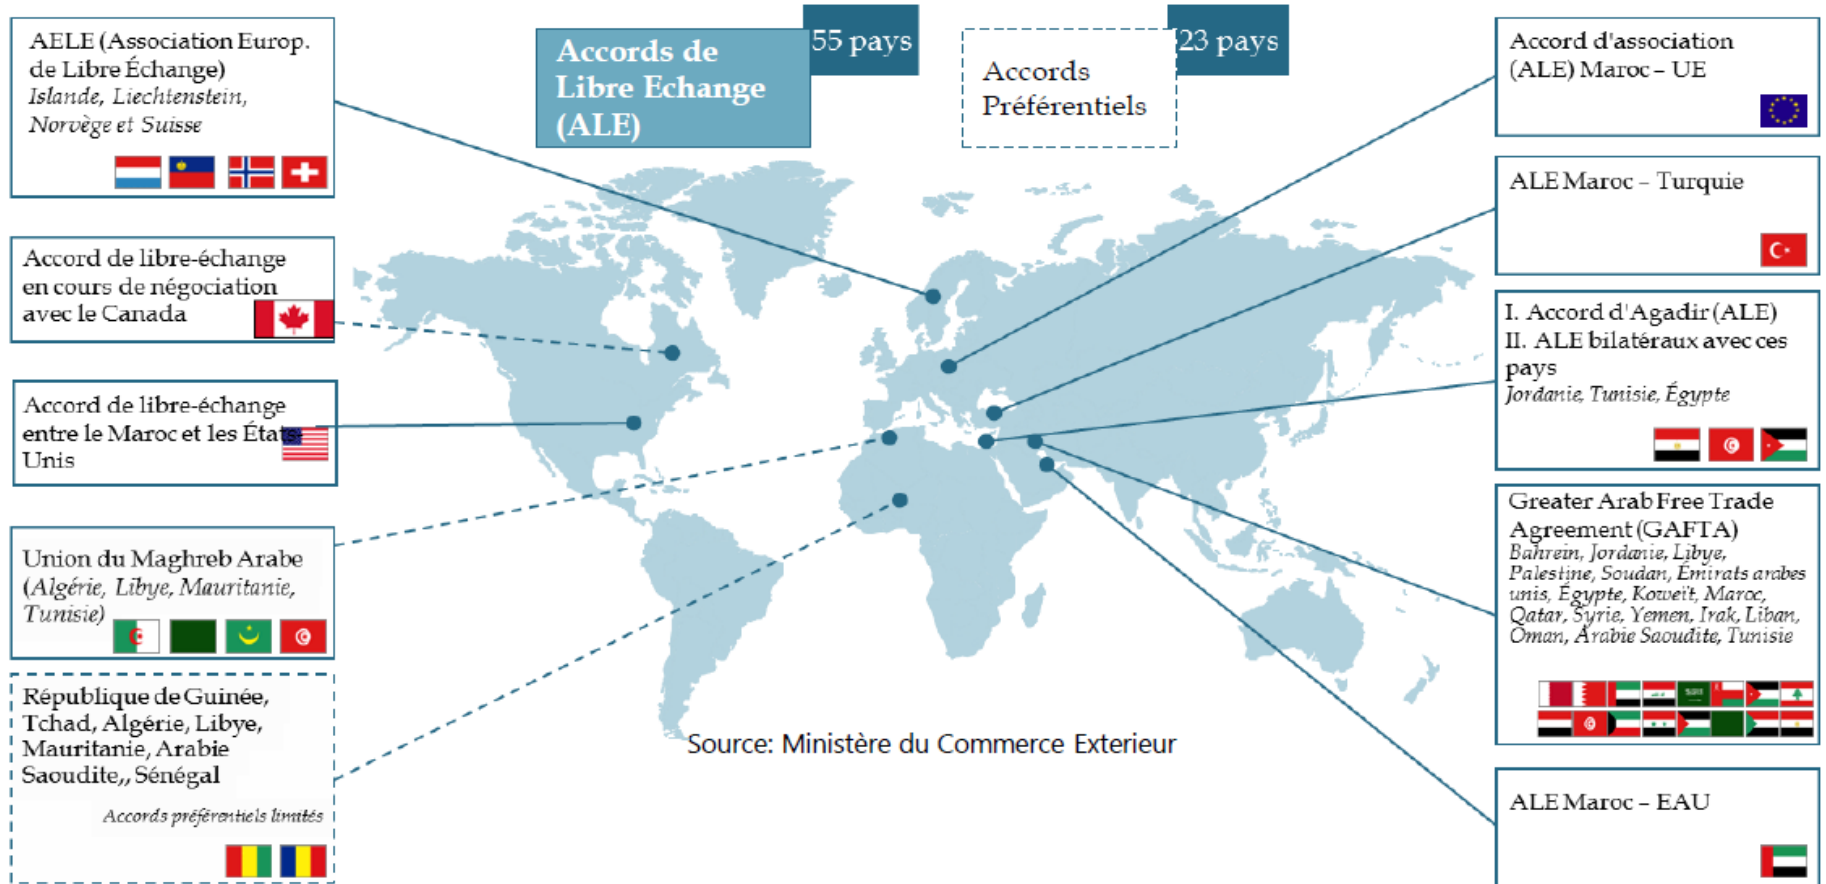 AELE (Association Europ.
de Libre Échange)
Islande, Liechtenstein,
Norvège et Suisse
Accord de libre-échange
en cours de négociation
avec le Canada
Accord de libre-échange
entre le Maroc et les États-
Unis
Union du Maghreb Arabe
(Algérie, Libye, Mauritanie,
Tunisie)
République de Guinée,
Tchad, Algérie, Libye,
Mauritanie, Arabie
Saoudite,, Sénégal
Accords préférentiels limités
Accords de
Libre Echange
(ALE)
55 pays
Accords
Préférentiels
23 pays
Source: Ministère du Commerce Exterieur
Accord d'association
(ALE) Maroc – UE
ALE Maroc – Turquie
I. Accord d'Agadir (ALE)
II. ALE bilatéraux avec ces
pays
Jordanie, Tunisie, Égypte
Greater Arab Free Trade
Agreement (GAFTA)
Bahrein, Jordanie, Libye,
Palestine, Soudan, Émirats arabes
unis, Égypte, Koweït, Maroc,
Qatar, Syrie, Yemen, Irak, Liban,
Oman, Arabie Saoudite, Tunisie
ALE Maroc – EAU